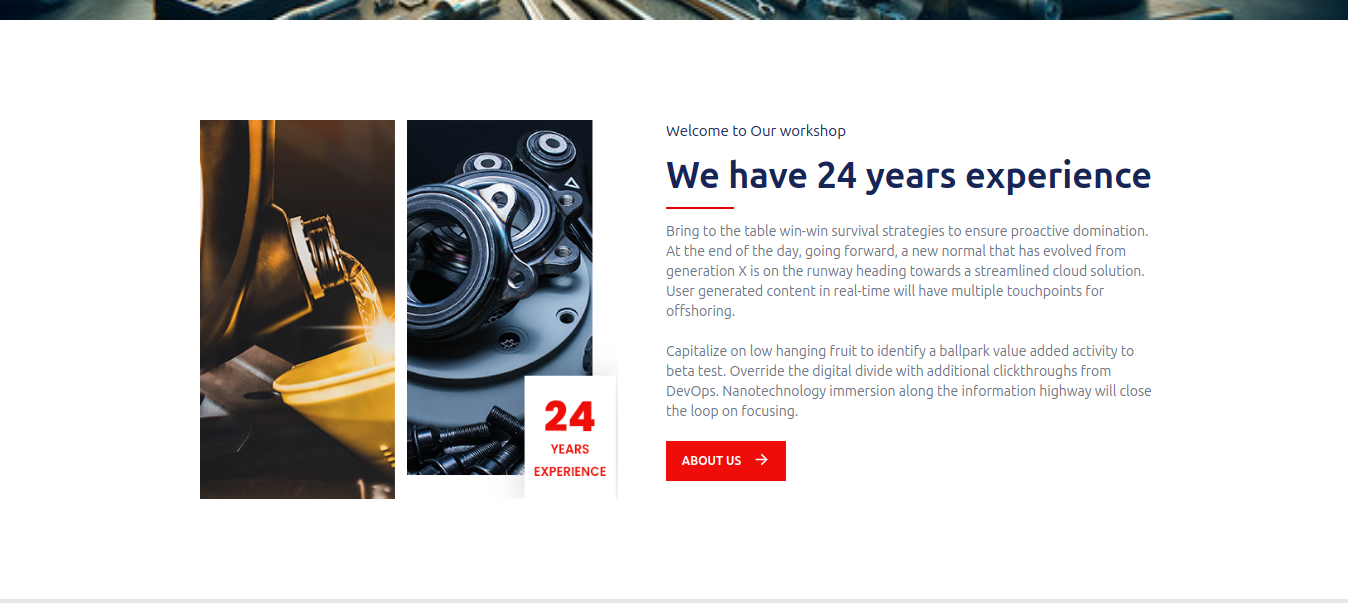 24
YEARS
EXPERIENCE
Welcome to Our workshop
We have 24 years experience
Bring to the table win-win survival strategies to ensure proactive domination.
At the end of the day, going forward, a new normal that has evolved from
generation X is on the runway heading towards a streamlined cloud solution.
User generated content in real-time will have multiple touchpoints for
offshoring.
Capitalize on low hanging fruit to identify a ballpark value added activity to
beta test. Override the digital divide with additional clickthroughs from
DevOps. Nanotechnology immersion along the information highway will close
the loop on focusing.
ABOUT US